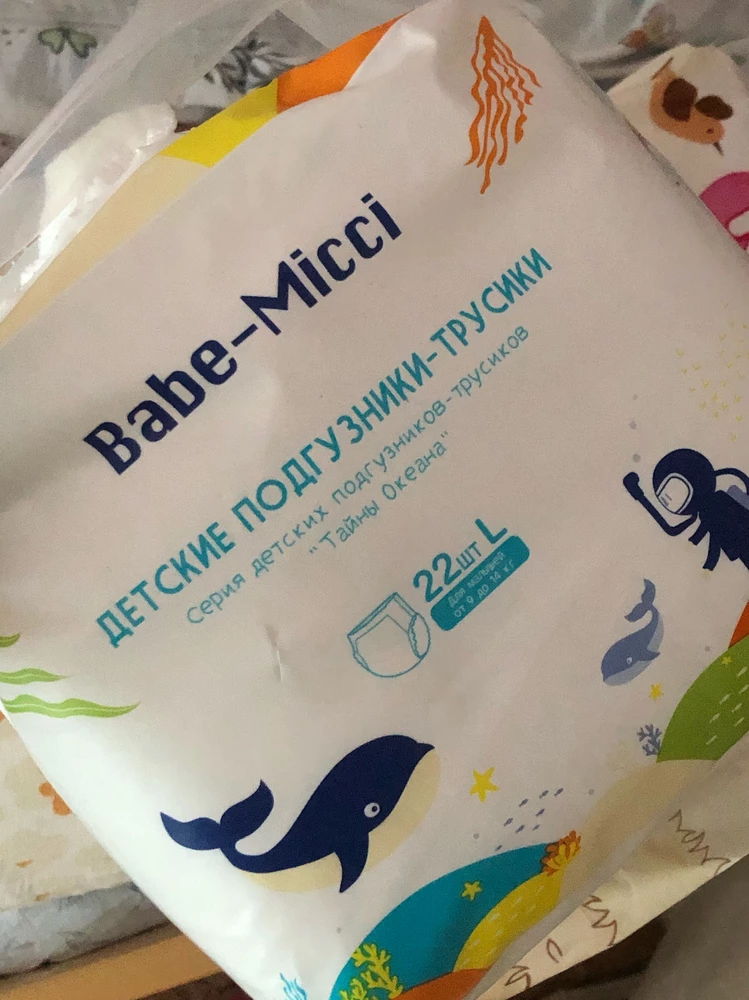 Babe-Micci
ДЕТСКИЕ ПОДГУЗНИКИ-ТРУСИКИ
Серия детских подгузников-трусиков
"Тайны Океана"
22шт L
Для малышей
от 9 до 14 кг